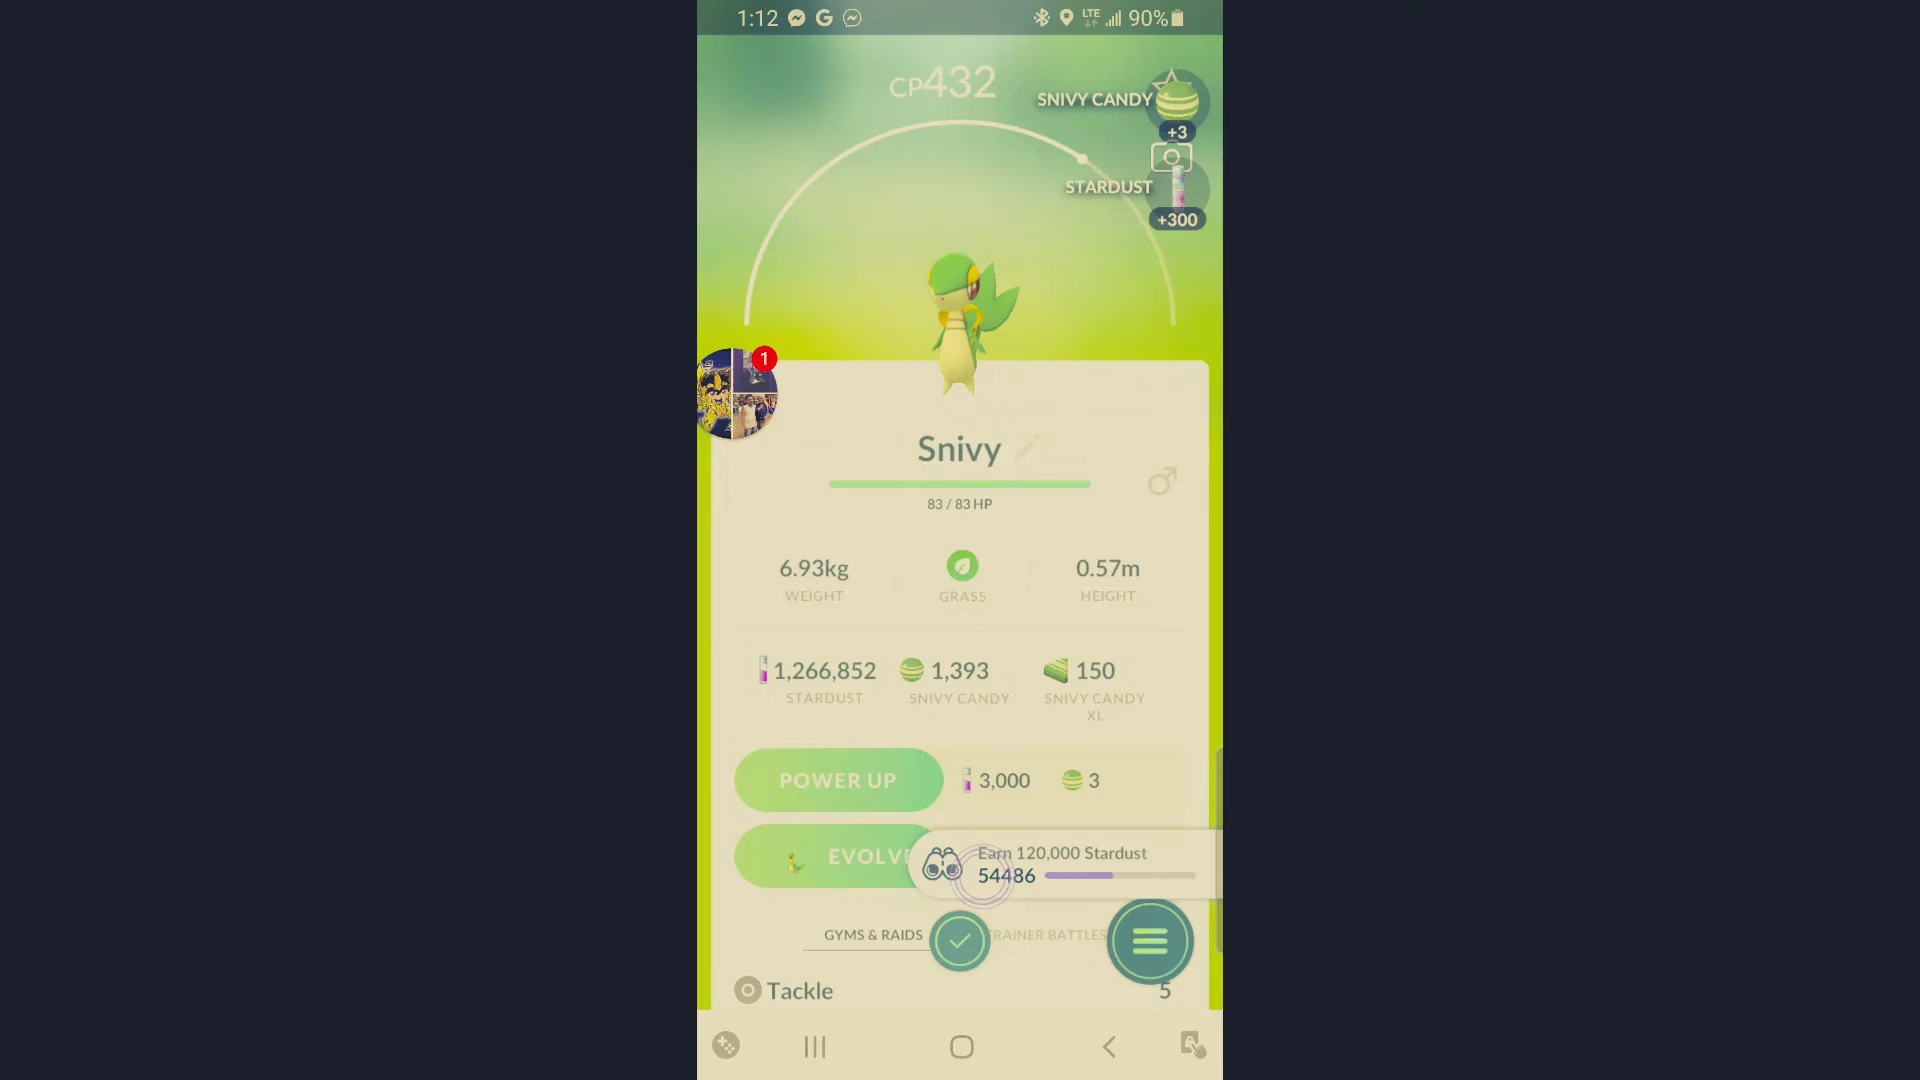 1:12
LTE
90%
CP432
SNIVY CANDY
+3
STARDUST
+300
1
Snivy
83 / 83 HP
6.93kg
WEIGHT
GRASS
0.57m
HEIGHT
1,266,852
STARDUST
1,393
SNIVY CANDY
150
SNIVY CANDY
XL
POWER UP
3,000
3
EVOLVE
Earn 120,000 Stardust
54486
GYMS & RAIDS
TRAINER BATTLES
Tackle
5